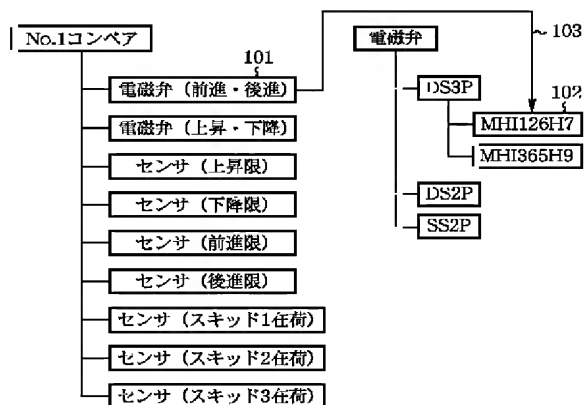 No.1コンベア
101
電磁弁（前進・後進）
電磁弁（上昇・下降）
センサ（上昇限）
センサ（下降限）
センサ（前進限）
センサ（後進限）
センサ（スキッド1在荷）
センサ（スキッド2在荷）
センサ（スキッド3在荷）
電磁弁
103
DS3P
102
MHI126H7
MHI365H9
DS2P
SS2P